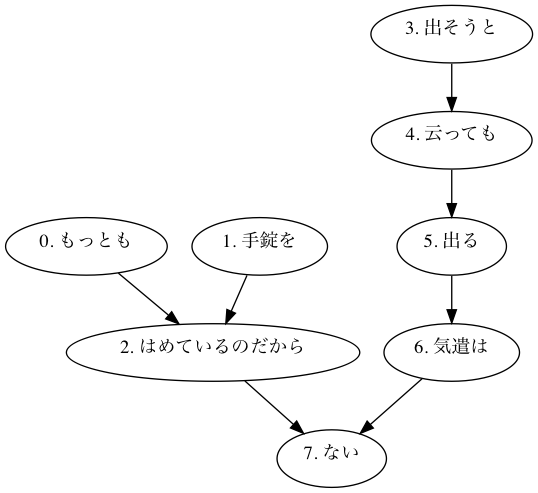 3. 出そうと
4. 云っても
0. もっとも
1. 手錠を
5. 出る
2. はめているのだから
6. 気遣は
7. ない